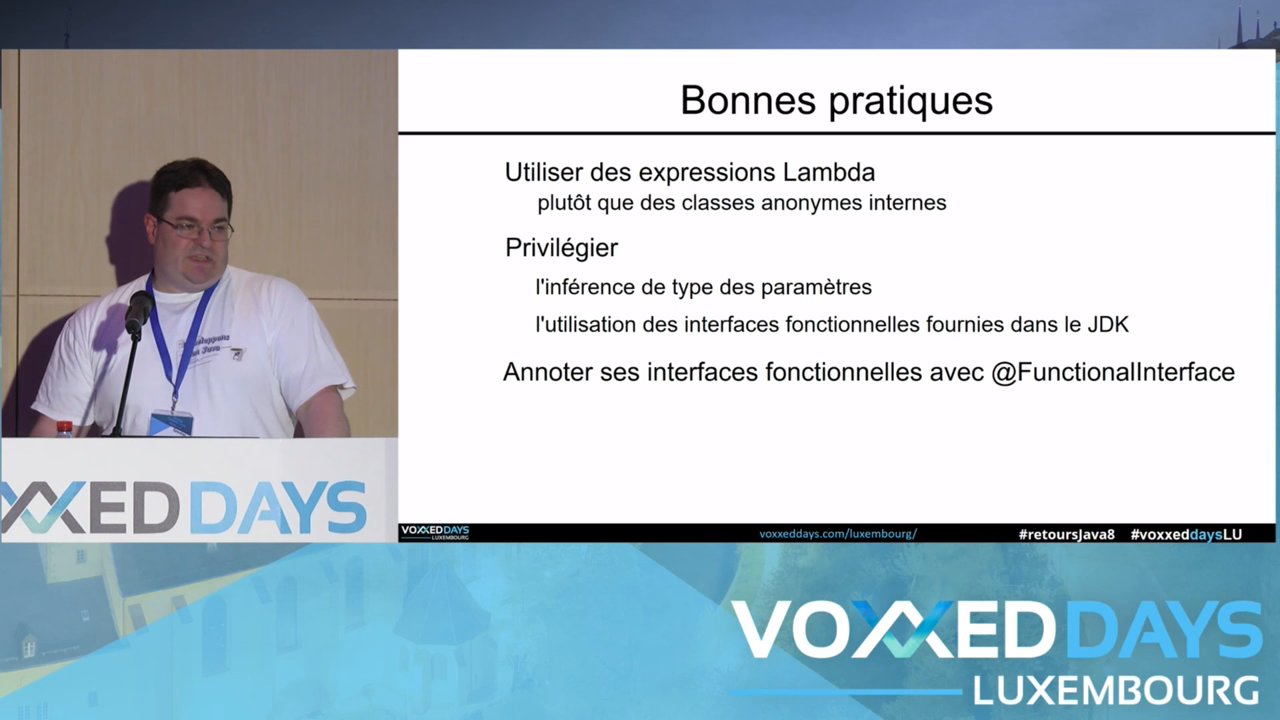 Bonnes pratiques
Utiliser des expressions Lambda
plutôt que des classes anonymes internes
Privilégier
l'inférence de type des paramètres
l'utilisation des interfaces fonctionnelles fournies dans le JDK
Annoter ses interfaces fonctionnelles avec @FunctionalInterface
XXED DAYS
VOXXED DAYS
LUXEMBOURG
voxxeddays.com/luxembourg/
#retoursJava8 #voxxeddaysLU
VOXXED DAYS
LUXEMBOURG